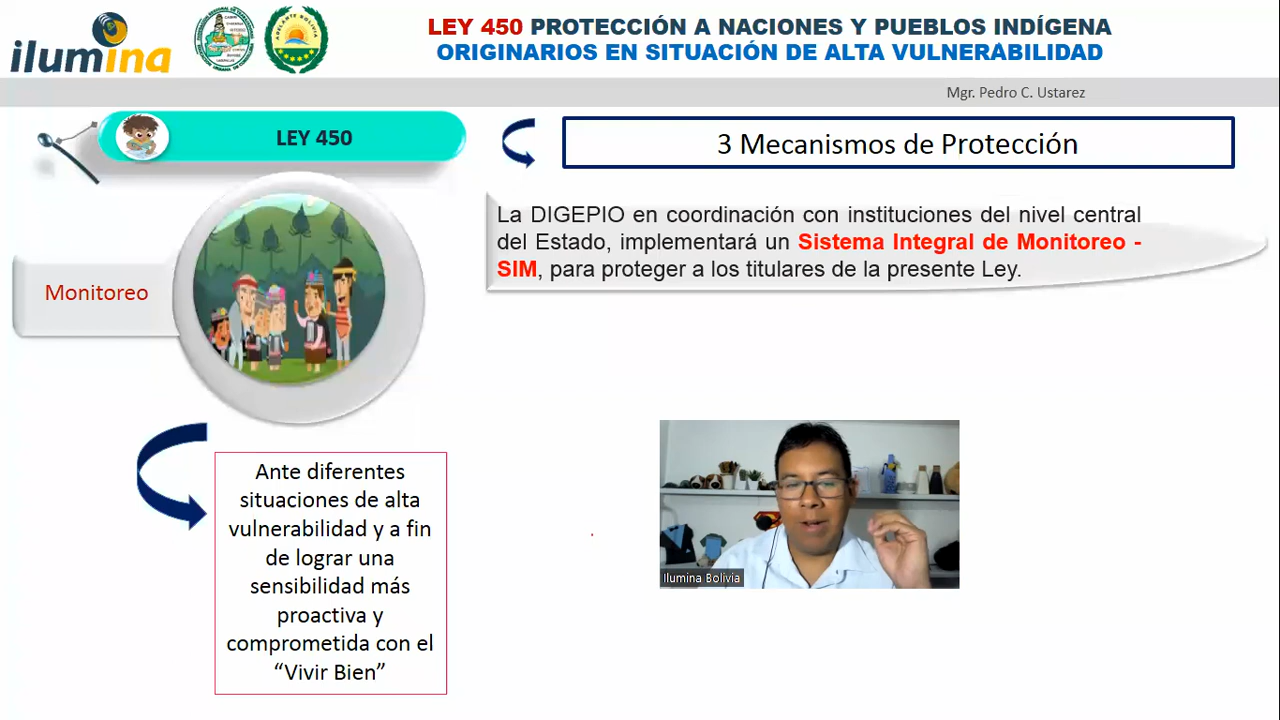 ilumina
ADELANTE BOLIVIA
LEY 450 PROTECCIÓN A NACIONES Y PUEBLOS INDÍGENA
ORIGINARIOS EN SITUACIÓN DE ALTA VULNERABILIDAD
Mgr. Pedro C. Ustarez
LEY 450
3 Mecanismos de Protección
La DIGEPIO en coordinación con instituciones del nivel central
del Estado, implementará un Sistema Integral de Monitoreo -
SIM, para proteger a los titulares de la presente Ley.
Monitoreo
Ante diferentes
situaciones de alta
vulnerabilidad y a fin
de lograr una
sensibilidad más
proactiva y
comprometida con el
“Vivir Bien”
Ilumina Bolivia